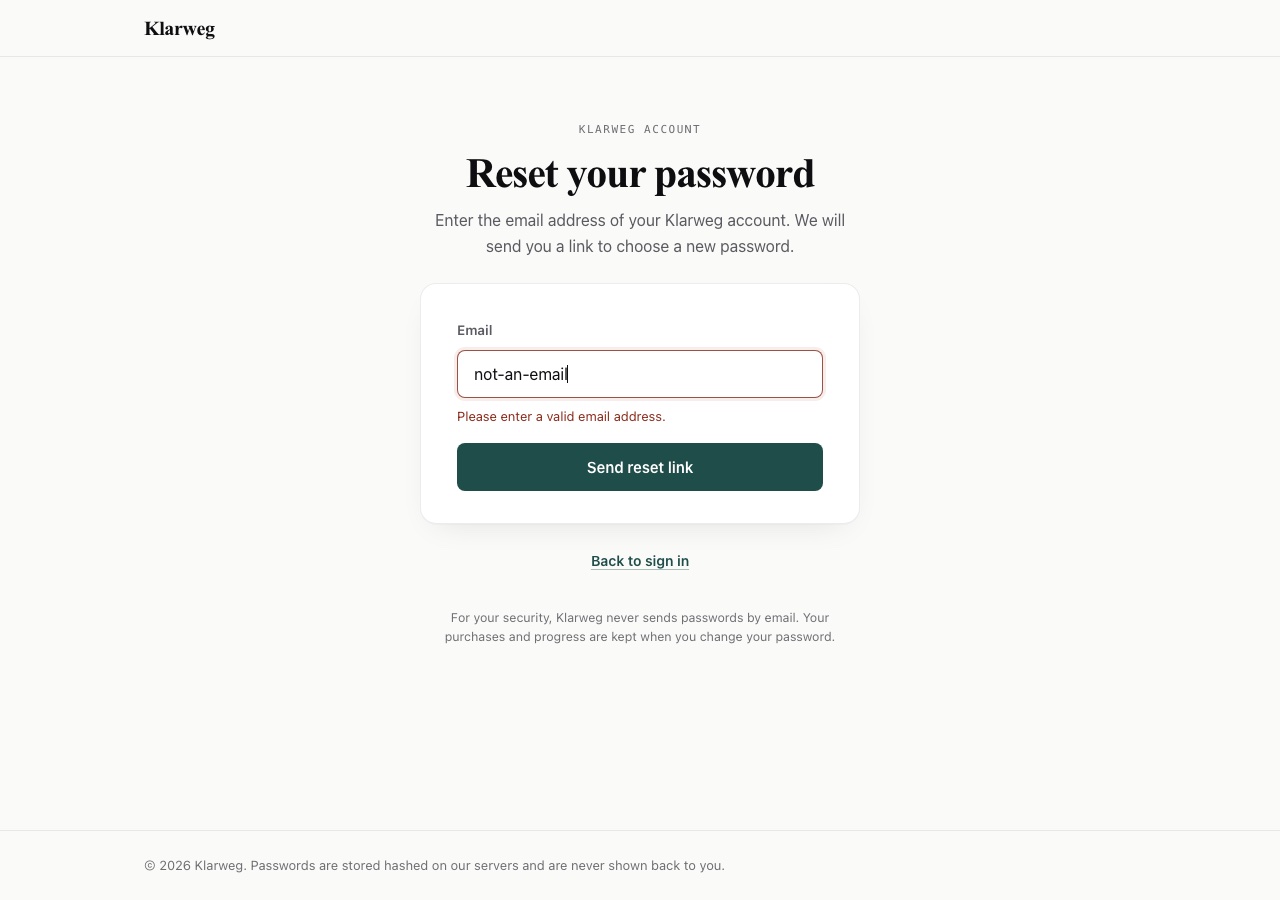 Klarweg
KLARWEG ACCOUNT
Reset your password
Enter the email address of your Klarweg account. We will
send you a link to choose a new password.
Email
not-an-email
Please enter a valid email address.
Send reset link
Back to sign in
For your security, Klarweg never sends passwords by email. Your
purchases and progress are kept when you change your password.
© 2026 Klarweg. Passwords are stored hashed on our servers and are never shown back to you.